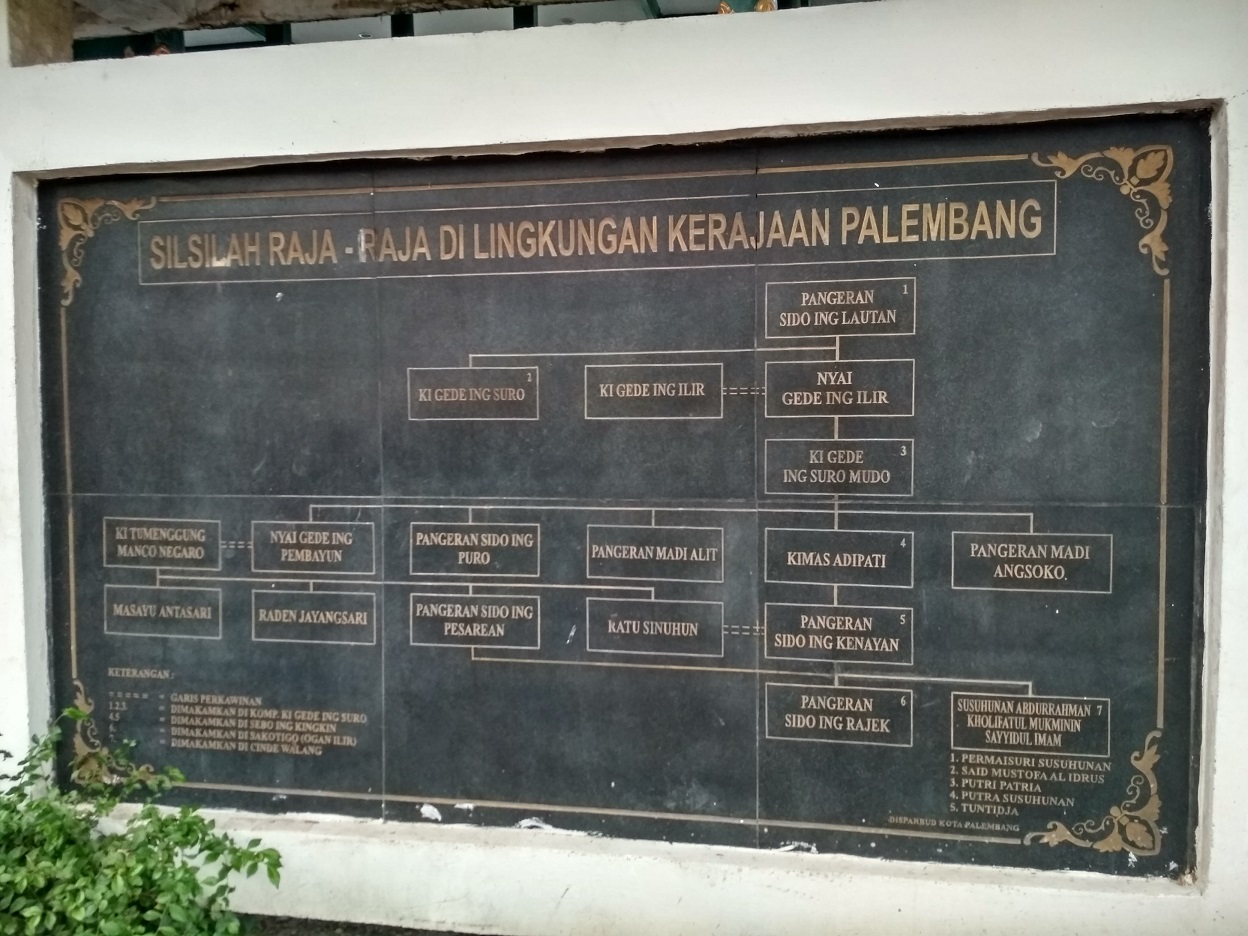 SILSILAH RAJA - RAJA DI LINGKUNGAN KERAJAAN PALEMBANG
PANGERAN 1
SIDO ING LAUTAN
KI GEDE ING SURO 2
KI GEDE ING ILIR
NYAI
GEDE ING ILIR
KI GEDE 3
ING SURO MUDO
KI TUMENGGUNG
MANCO NEGARO
NYAI GEDE ING
PEMBAYUN
PANGERAN SIDO ING
PURO
PANGERAN MADI ALIT
KIMAS ADIPATI 4
PANGERAN MADI
ANGSOKO.
MASAYU ANTASARI
RADEN JAYANGSARI
PANGERAN SIDO ING
PESAREAN
RATU SINUHUN
PANGERAN 5
SIDO ING KENAYAN
PANGERAN 6
SIDO ING RAJEK
SUSUHUNAN ABDURRAHMAN 7
KHOLIFATUL MUKMININ
SAYYIDUL IMAM
KETERANGAN :
===== = GARIS PERKAWINAN
1.2.3 = DIMAKAMKAN DI KOMP. KI GEDE ING SURO
4.5 = DIMAKAMKAN DI SEBO ING KINGKIN
= DIMAKAMKAN DI SAKOTIGO (OGAN ILIR)
= DIMAKAMKAN DI CINDE WALANG
1. PERMAISURI SUSUHUNAN
2. SAID MUSTOFA AL IDRUS
3. PUTRI PATRIA
4. PUTRA SUSUHUNAN
5. TUNTIDJA
DISPARBUD KOTA PALEMBANG